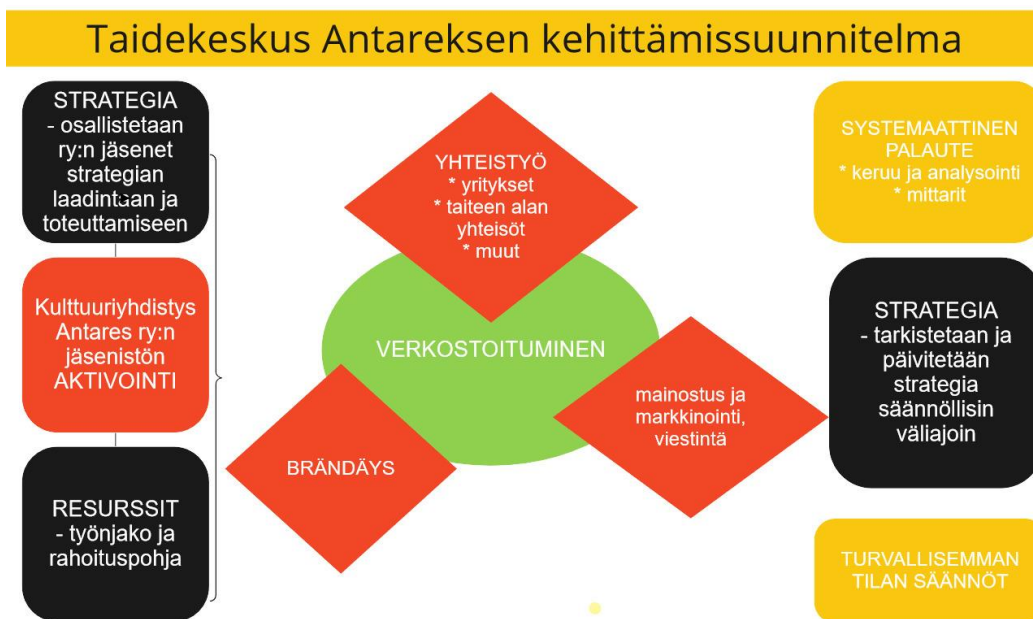 Taidekeskus Antareksen kehittämissuunnitelma
STRATEGIA
- osallistetaan
ry:n jäsenet
strategian
laadintaan ja
toteuttamiseen
Kulttuuriyhdistys
Antares ry:n
jäsenistön
AKTIVOINTI
RESURSSIT
- työnjako ja
rahoituspohja
YHTEISTYÖ
* yritykset
* taiteen alan
yhteisöt
* muut
VERKOSTOITUMINEN
BRÄNDÄYS
mainostus ja
markkinointi,
viestintä
SYSTEMAATTINEN
PALAUTE
* keruu ja analysointi
* mittarit
STRATEGIA
- tarkistetaan ja
päivitetään
strategia
säännöllisin
väliajoin
TURVALLISEMMAN
TILAN SÄÄNNÖT